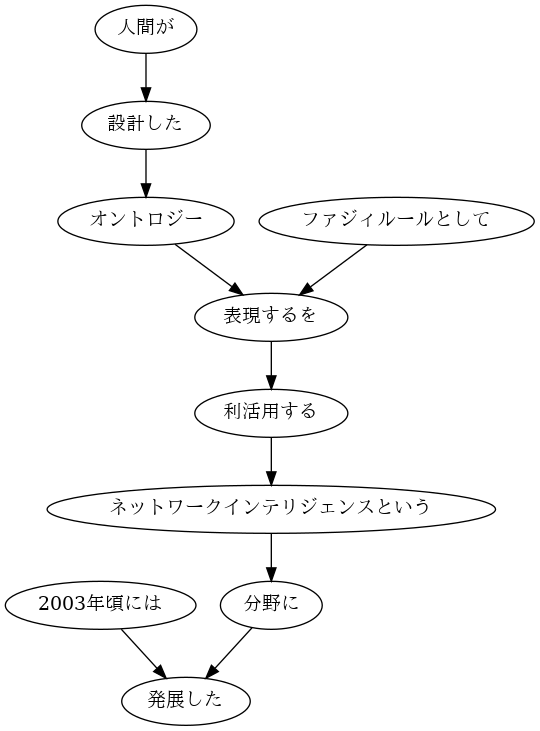 人間が
設計した
オントロジー
ファジィルールとして
表現するを
利活用する
ネットワークインテリジェンスという
2003年頃には
分野に
発展した